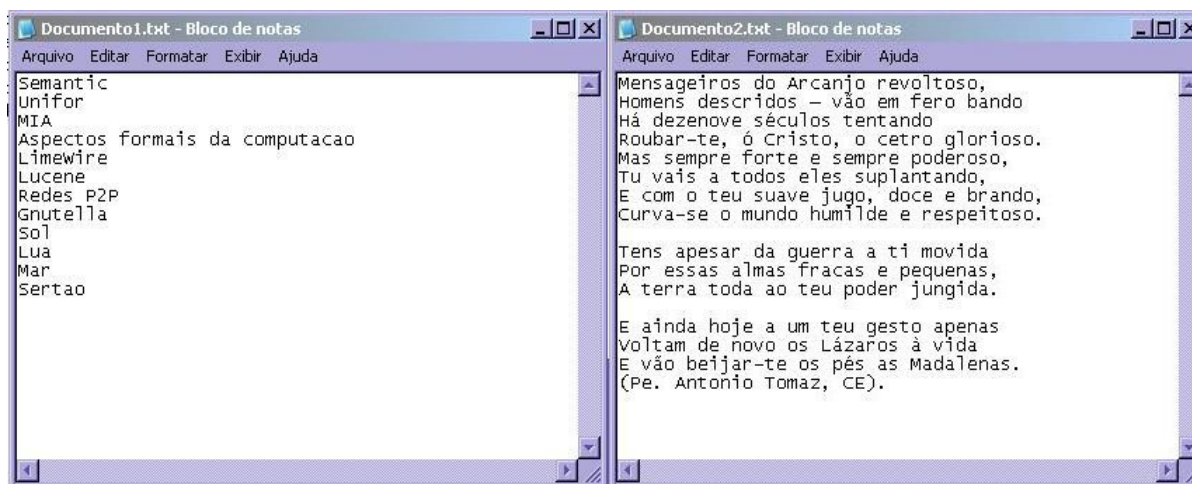 Documento1.txt - Bloco de notas
Arquivo Editar Formatar Exibir Ajuda
Semantic
Unifor
MIA
Aspectos formais da computacao
LimeWire
Lucene
Redes P2P
Gnutella
Sol
Lua
Mar
Sertao
Documento2.txt - Bloco de notas
Arquivo Editar Formatar Exibir Ajuda
Mensageiros do Arcanjo revoltoso,
Homens descridos – vão em fero bando
Há dezenove séculos tentando
Roubar-te, ó Cristo, o cetro glorioso.
Mas sempre forte e sempre poderoso,
Tu vais a todos eles suplantando,
E com o teu suave jugo, doce e brando,
Curva-se o mundo humilde e respeitoso.
Tens apesar da guerra a ti movida
Por essas almas fracas e pequenas,
A terra toda ao teu poder jungida.
E ainda hoje a um teu gesto apenas
Voltam de novo os Lázaros à vida
E vão beijar-te os pés as Madalenas.
(Pe. Antonio Tomaz, CE).